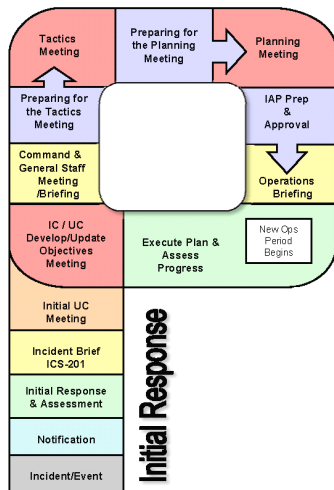 Tactics
Meeting
Preparing for
the Planning
Meeting
Planning
Meeting
Preparing for
the Tactics
Meeting
IAP Prep
&
Approval
Command &
General Staff
Meeting
/Briefing
Operations
Briefing
IC / UC
Develop/Update
Objectives
Meeting
Execute Plan &
Assess
Progress
New Ops
Period
Begins
Initial UC
Meeting
Incident Brief
ICS-201
Initial Response
& Assessment
Notification
Incident/Event
Initial Response